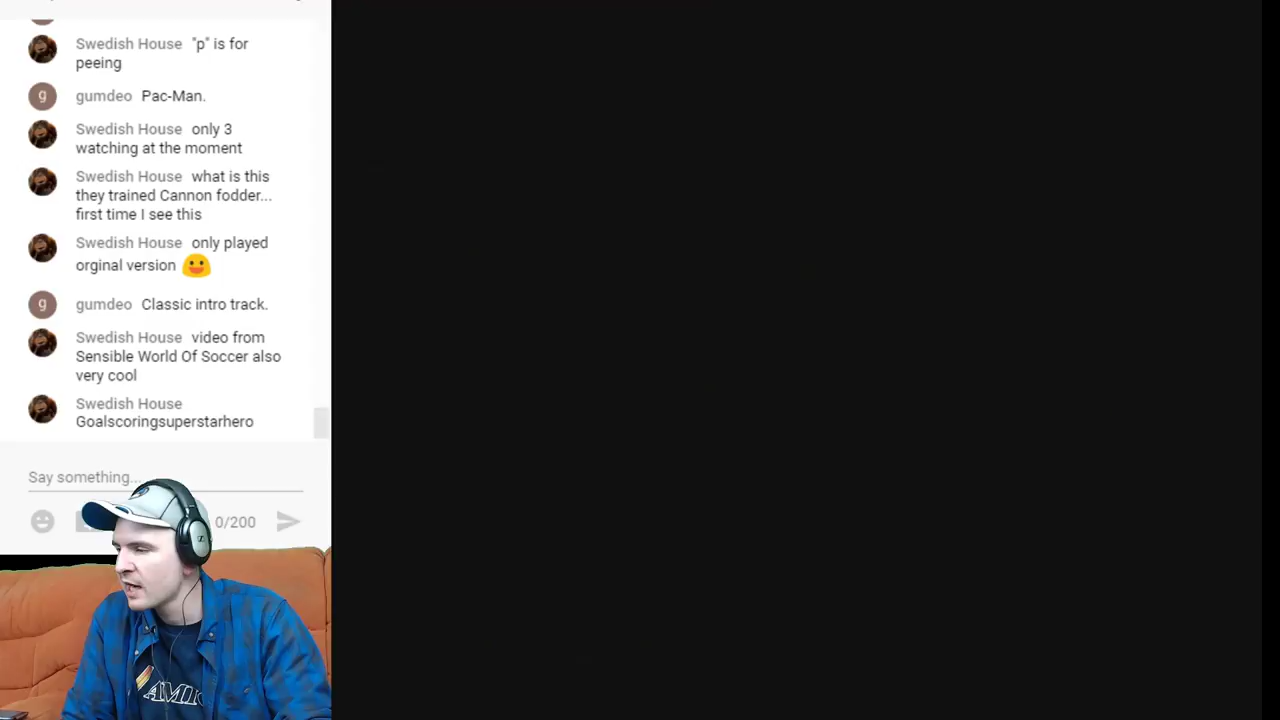 Swedish House "p" is for
peeing
g gumdeo Pac-Man.
Swedish House only 3
watching at the moment
Swedish House what is this
they trained Cannon fodder...
first time I see this
Swedish House only played
orginal version
g gumdeo Classic intro track.
Swedish House video from
Sensible World Of Soccer also
very cool
Swedish House
Goalscoringsuperstarhero
Say something...
0/200